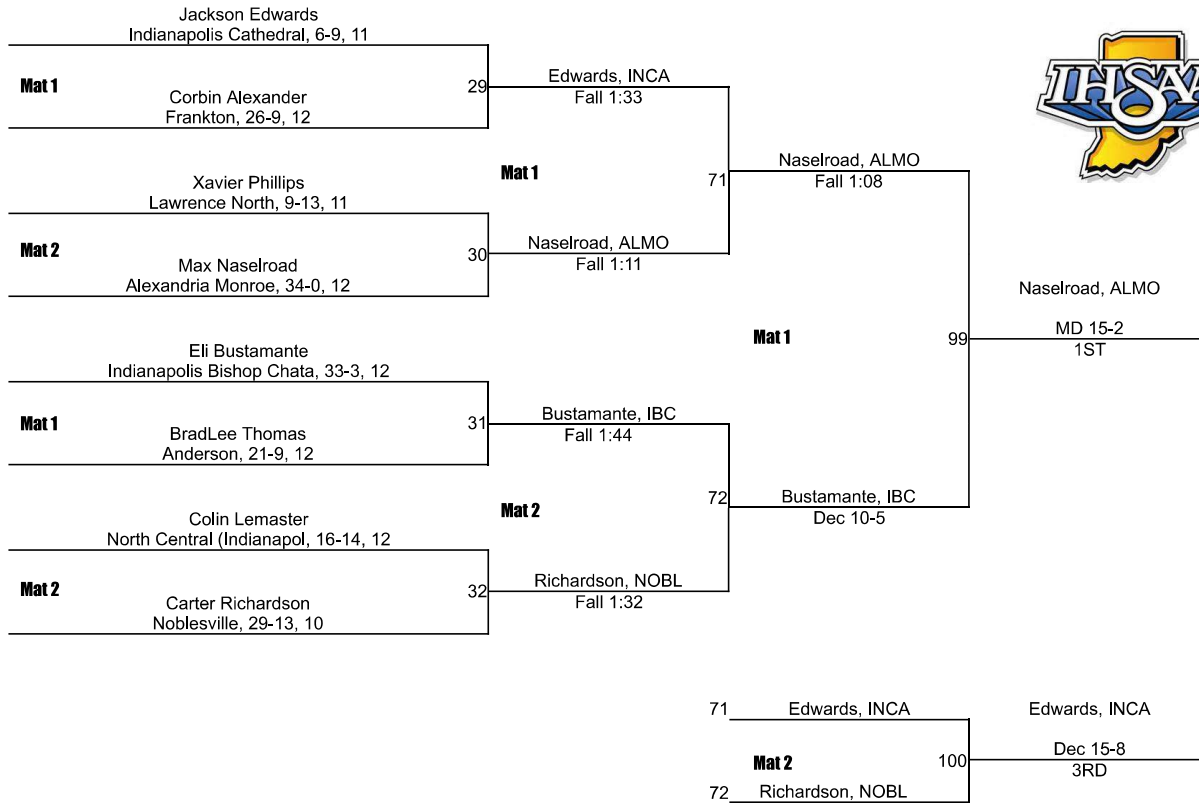 Jackson Edwards
Indianapolis Cathedral, 6-9, 11
Mat 1
Corbin Alexander
Frankton, 26-9, 12
29
Edwards, INCA
Fall 1:33
Xavier Phillips
Lawrence North, 9-13, 11
Mat 2
Max Naselroad
Alexandria Monroe, 34-0, 12
30
Naselroad, ALMO
Fall 1:11
Mat 1
71
Naselroad, ALMO
Fall 1:08
Eli Bustamante
Indianapolis Bishop Chata, 33-3, 12
Mat 1
BradLee Thomas
Anderson, 21-9, 12
31
Bustamante, IBC
Fall 1:44
Colin Lemaster
North Central (Indianapol, 16-14, 12
Mat 2
Carter Richardson
Noblesville, 29-13, 10
32
Richardson, NOBL
Fall 1:32
Mat 2
72
Bustamante, IBC
Dec 10-5
Mat 1
99
Naselroad, ALMO
MD 15-2
1ST
IHSAA
71
Edwards, INCA
Mat 2
72
Richardson, NOBL
100
Edwards, INCA
Dec 15-8
3RD